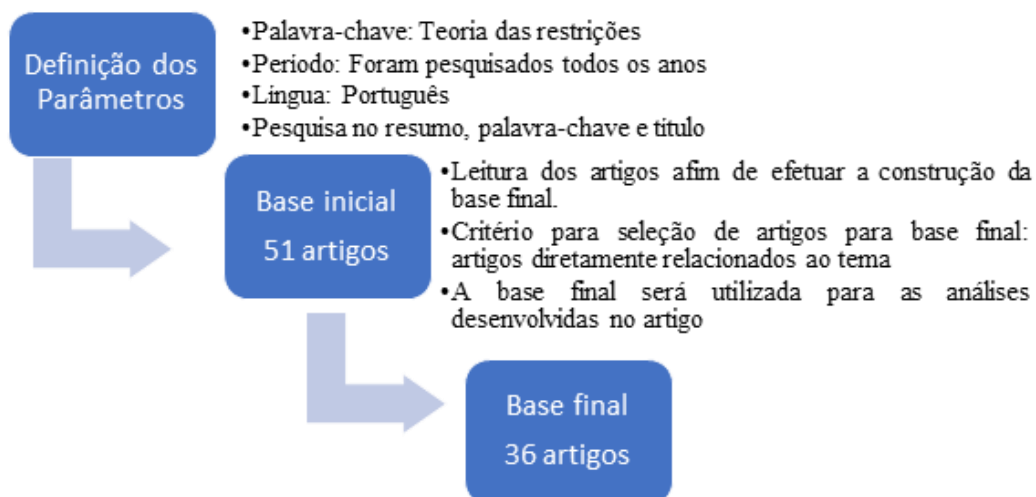 Definição dos
Parâmetros
•Palavra-chave: Teoria das restrições
•Periodo: Foram pesquisados todos os anos
•Língua: Português
•Pesquisa no resumo, palavra-chave e título
Base inicial
51 artigos
•Leitura dos artigos afim de efetuar a construção da
base final.
•Critério para seleção de artigos para base final:
artigos diretamente relacionados ao tema
•A base final será utilizada para as análises
desenvolvidas no artigo
Base final
36 artigos